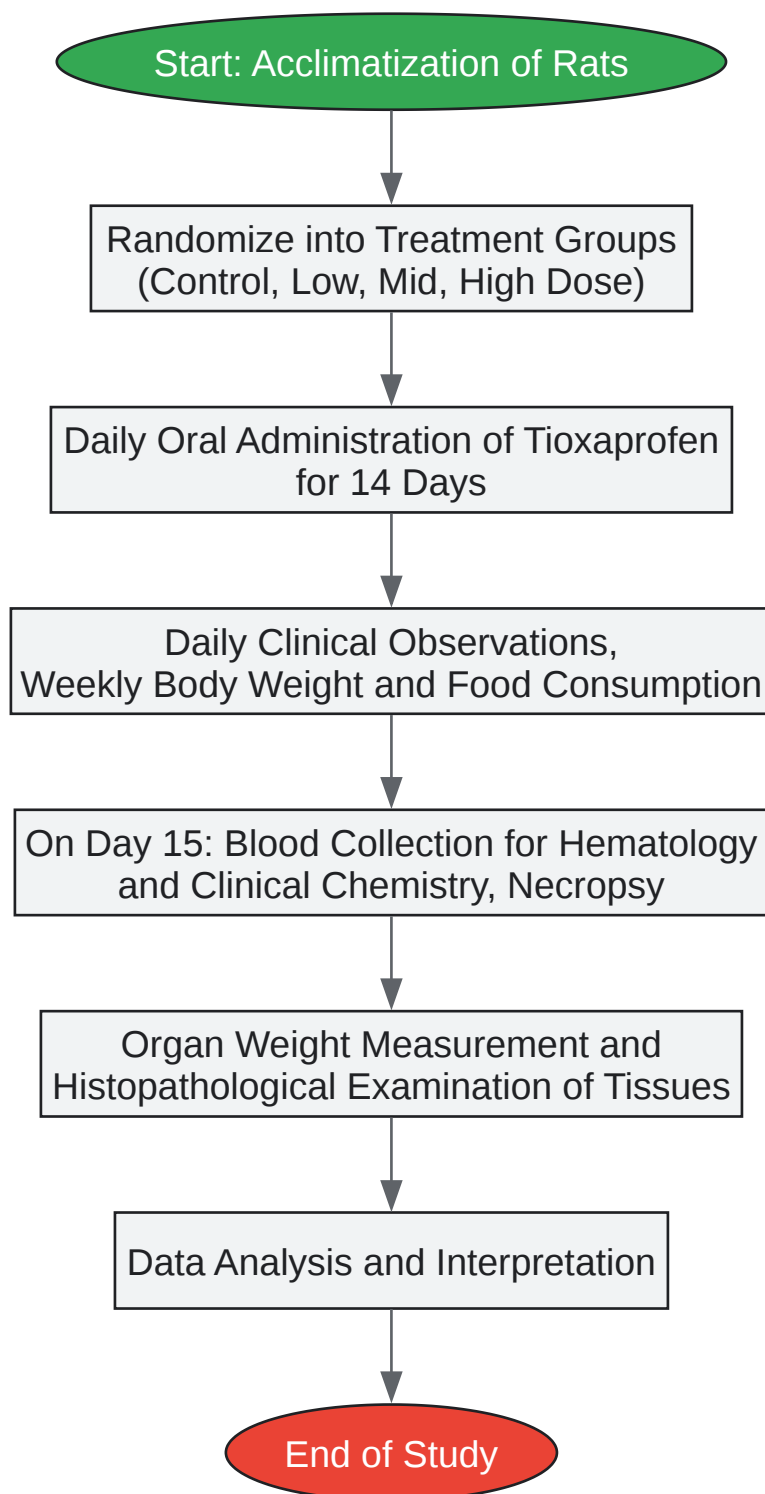 Start: Acclimatization of Rats
Randomize into Treatment Groups
(Control, Low, Mid, High Dose)
Daily Oral Administration of Tioxaprofen
for 14 Days
Daily Clinical Observations,
Weekly Body Weight and Food Consumption
On Day 15: Blood Collection for Hematology
and Clinical Chemistry, Necropsy
Organ Weight Measurement and
Histopathological Examination of Tissues
Data Analysis and Interpretation
End of Study